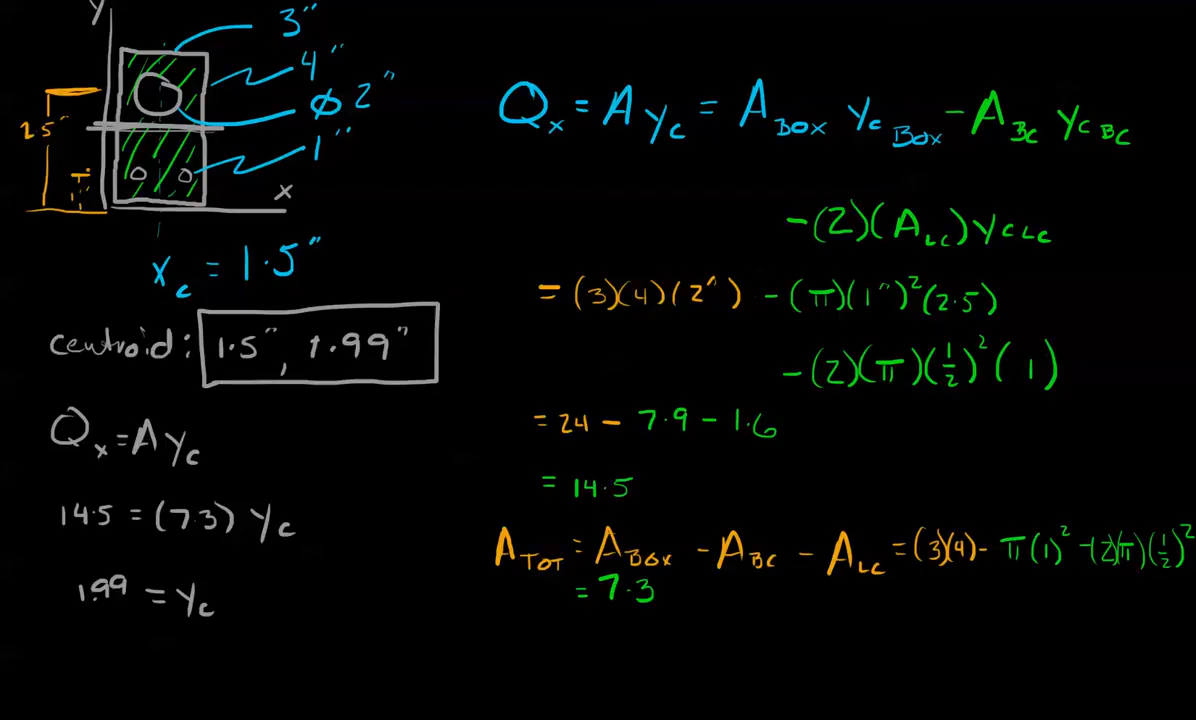 y
3"
4"
ϕ 2"
1"
2.5"
1"
x
x_c = 1.5"
centroid: 1.5", 1.99"
Q_x = A y_c
14.5 = (7.3) y_c
1.99 = y_c
Q_x = A y_c = A_BOX y_c BOX - A_BC y_c BC
- (2)(A_LC) y_c LC
= (3)(4)(2") - (π)(1")²(2.5)
- (2)(π)(1/2)²(1)
= 24 - 7.9 - 1.6
= 14.5
A_TOT = A_BOX - A_BC - A_LC = (3)(4) - π(1)² - (2)(π)(1/2)²
= 7.3